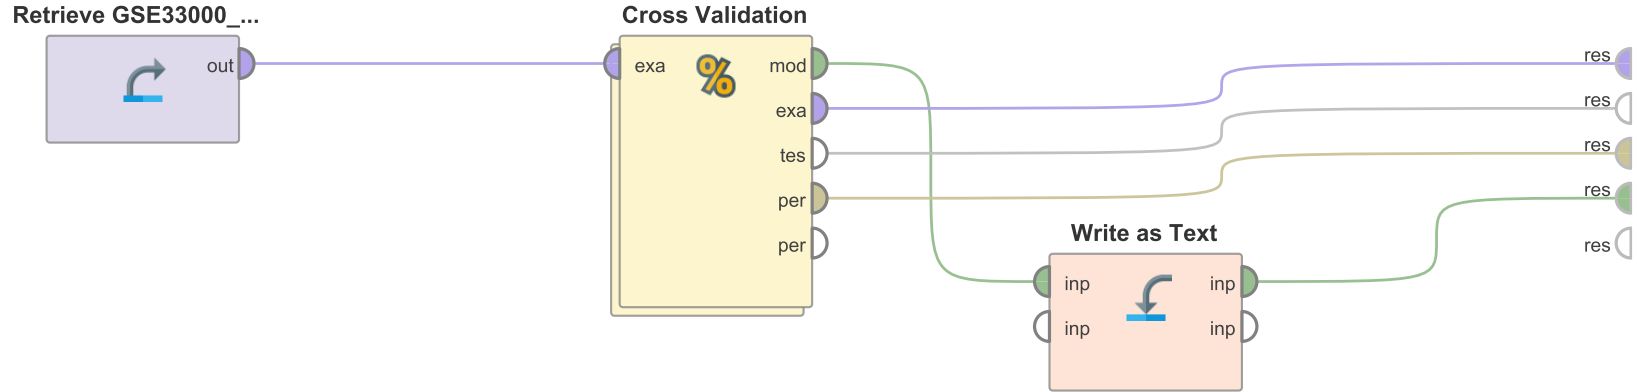 Retrieve GSE33000_...
out
Cross Validation
exa
%
mod
exa
tes
per
per
Write as Text
inp
inp
inp
inp
res
res
res
res
res